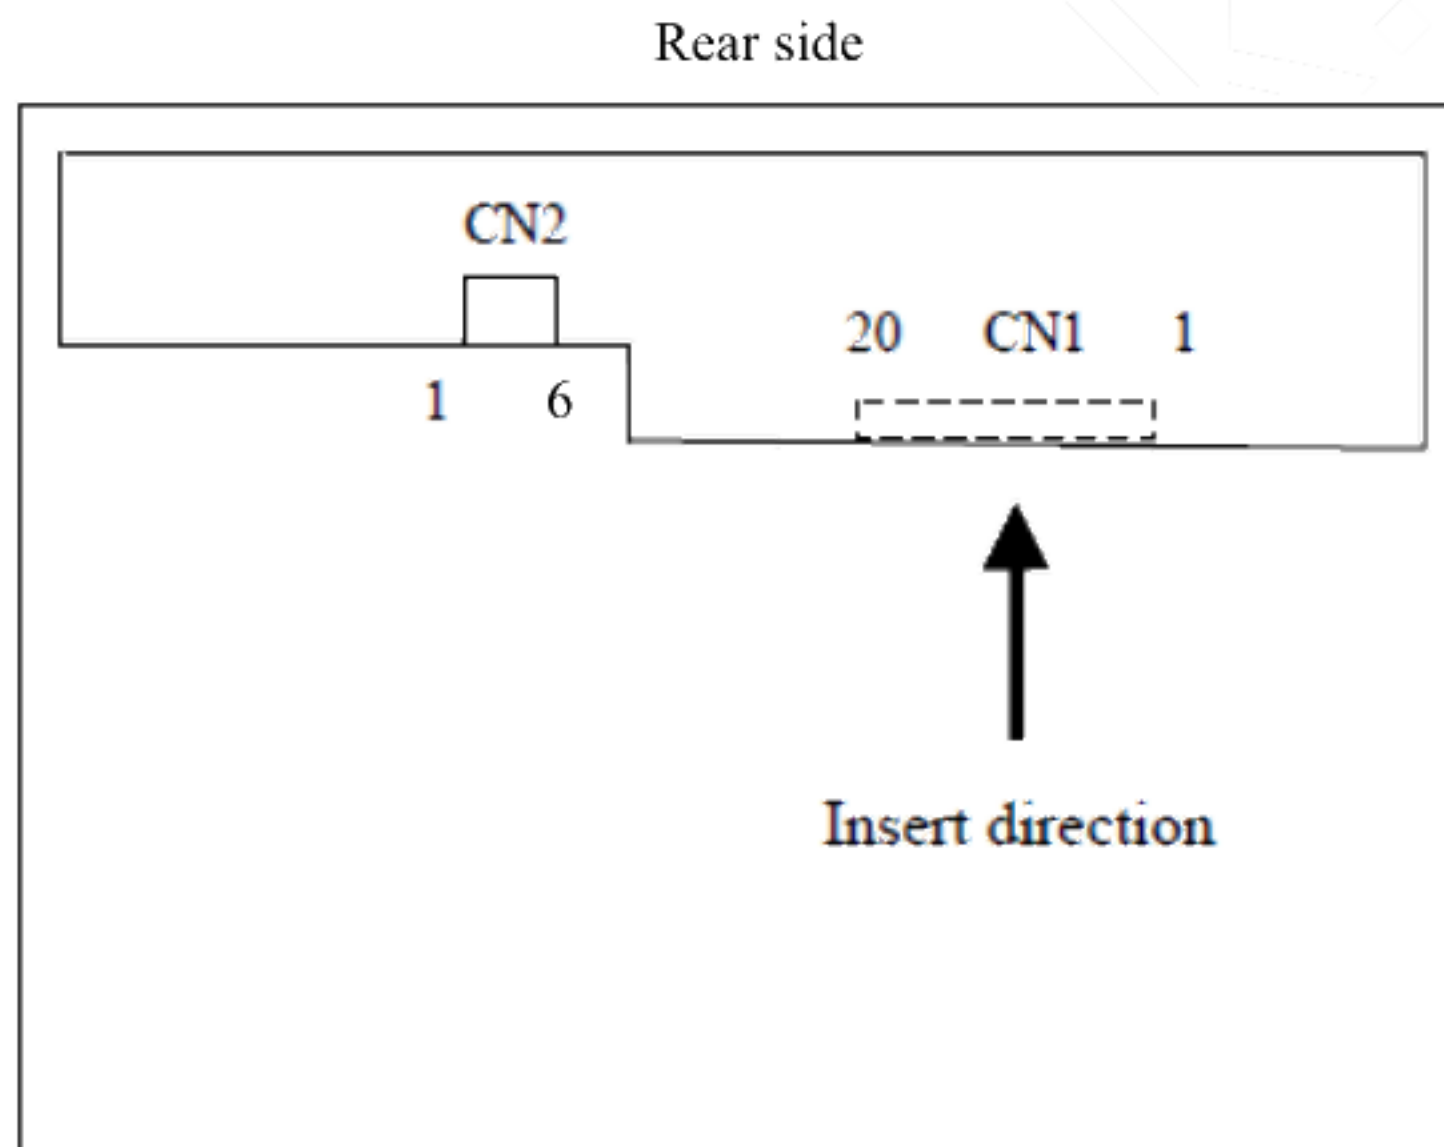 Rear side
CN2
20 CN1 1
1 6
Insert direction